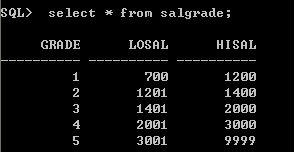 SQL>  select * from salgrade;
GRADE LOSAL HISAL
---------- ---------- ----------
1 700 1200
2 1201 1400
3 1401 2000
4 2001 3000
5 3001 9999